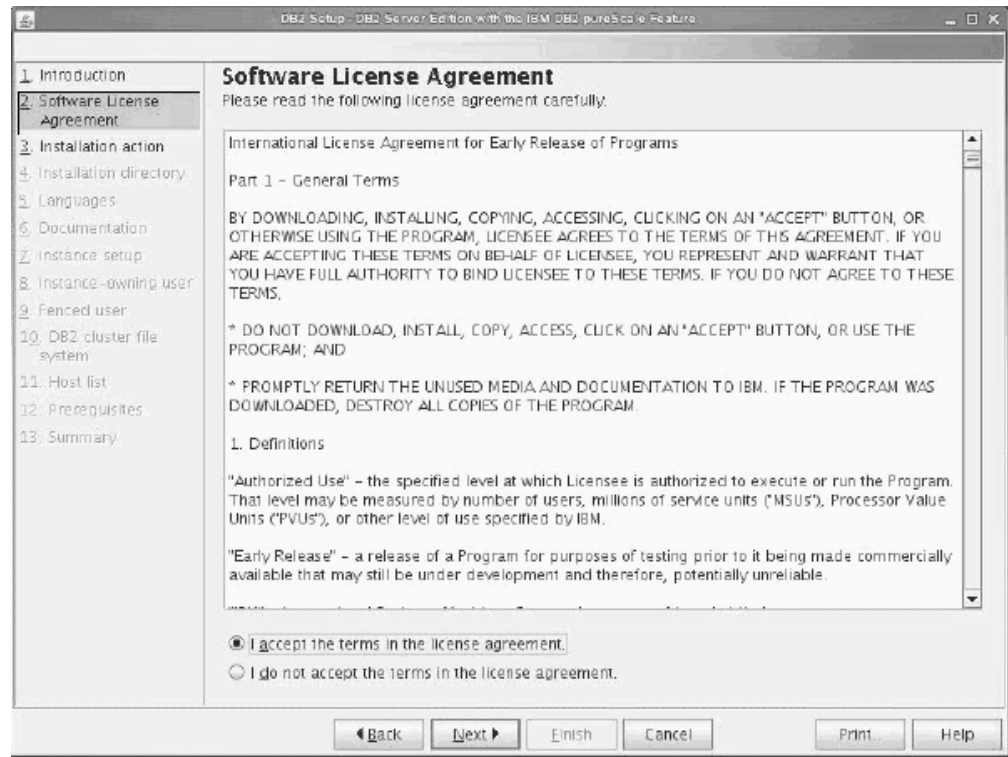 DB2 Setup - DB2 Server Edition with the IBM DB2 pureScale Feature
1. Introduction
2. Software License
Agreement
3. Installation action
4. Installation directory
5. Languages
6. Documentation
7. Instance setup
8. Instance-owning user
9. Fenced user
10. DB2 cluster file
system
11. Host list
12. Prerequisites
13. Summary
Software License Agreement
Please read the following license agreement carefully.
International License Agreement for Early Release of Programs
Part 1 - General Terms
BY DOWNLOADING, INSTALLING, COPYING, ACCESSING, CLICKING ON AN "ACCEPT" BUTTON, OR
OTHERWISE USING THE PROGRAM, LICENSEE AGREES TO THE TERMS OF THIS AGREEMENT. IF YOU
ARE ACCEPTING THESE TERMS ON BEHALF OF LICENSEE, YOU REPRESENT AND WARRANT THAT
YOU HAVE FULL AUTHORITY TO BIND LICENSEE TO THESE TERMS. IF YOU DO NOT AGREE TO THESE
TERMS,
* DO NOT DOWNLOAD, INSTALL, COPY, ACCESS, CLICK ON AN "ACCEPT" BUTTON, OR USE THE
PROGRAM; AND
* PROMPTLY RETURN THE UNUSED MEDIA AND DOCUMENTATION TO IBM. IF THE PROGRAM WAS
DOWNLOADED, DESTROY ALL COPIES OF THE PROGRAM.
1. Definitions
"Authorized Use" - the specified level at which Licensee is authorized to execute or run the Program.
That level may be measured by number of users, millions of service units ("MSUs"), Processor Value
Units ("PVUs"), or other level of use specified by IBM.
"Early Release" - a release of a Program for purposes of testing prior to it being made commercially
available that may still be under development and therefore, potentially unreliable.
I accept the terms in the license agreement.
I do not accept the terms in the license agreement.
Back Next Finish Cancel Print... Help